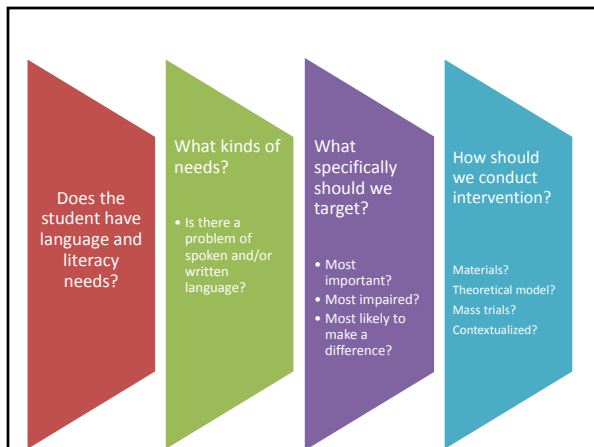 Does the
student have
language and
literacy
needs?
What kinds of
needs?
• Is there a
problem of
spoken and/or
written
language?
What
specifically
should we
target?
• Most
important?
• Most impaired?
• Most likely to
make a
difference?
How should
we conduct
intervention?
Materials?
Theoretical model?
Mass trials?
Contextualized?